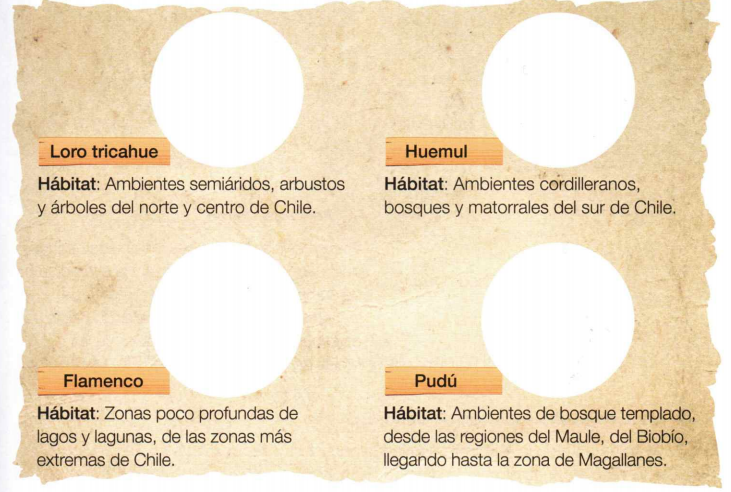 Loro tricahue
Hábitat: Ambientes semiáridos, arbustos
y árboles del norte y centro de Chile.
Huemul
Hábitat: Ambientes cordilleranos,
bosques y matorrales del sur de Chile.
Flamenco
Hábitat: Zonas poco profundas de
lagos y lagunas, de las zonas más
extremas de Chile.
Pudú
Hábitat: Ambientes de bosque templado,
desde las regiones del Maule, del Biobío,
llegando hasta la zona de Magallanes.